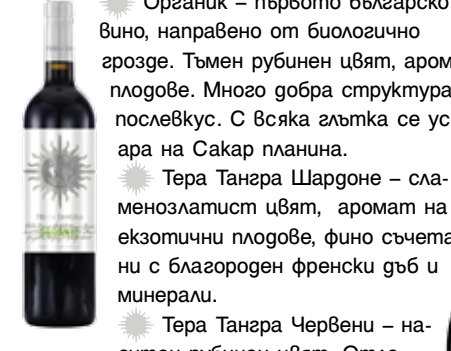 Органик – първото българско
вино, направено от биологично
грозде. Тъмен рубинен цвят, аром
плодове. Много добра структура
послевкус. С всяка глътка се ус
ара на Сакар планина.
Тера Тангра Шардоне – сла-
менозлатист цвят, аромат на
екзотични плодове, фино съчета
ни с благороден френски дъб и
минерали.
Тера Тангра Червени – на-